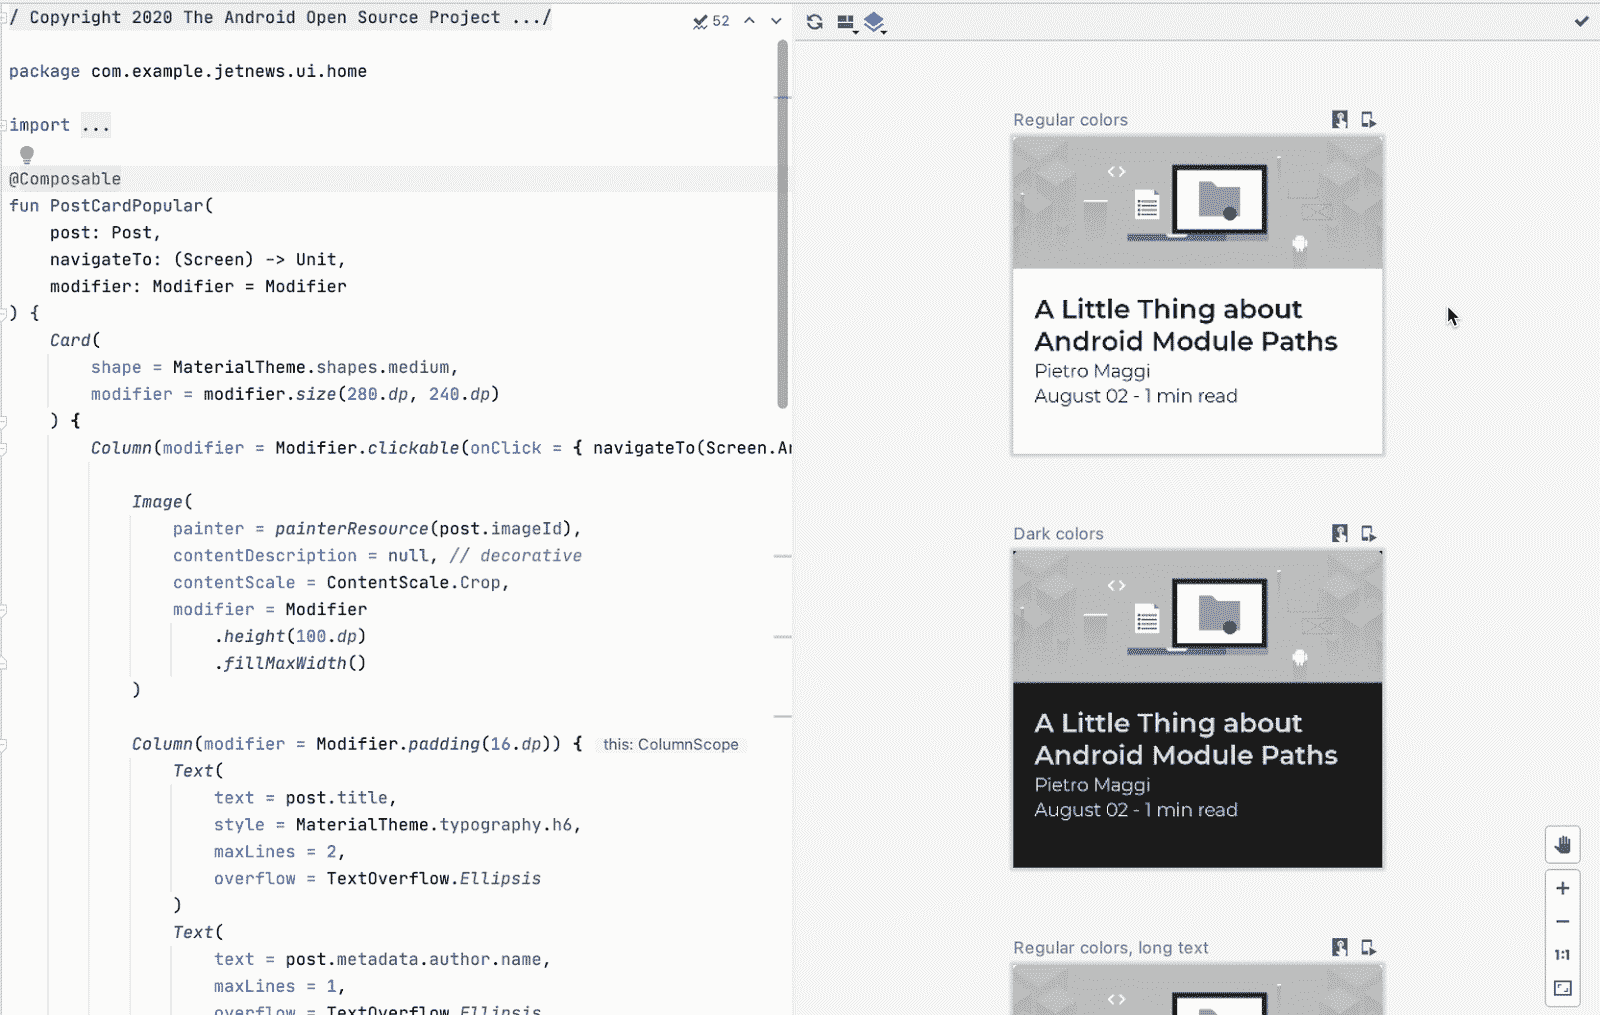 / Copyright 2020 The Android Open Source Project .../
52
package com.example.jetnews.ui.home
import ...
@Composable
fun PostCardPopular(
post: Post,
navigateTo: (Screen) -> Unit,
modifier: Modifier = Modifier
) {
Card(
shape = MaterialTheme.shapes.medium,
modifier = modifier.size(280.dp, 240.dp)
) {
Column(modifier = Modifier.clickable(onClick = { navigateTo(Screen.Ar
Image(
painter = painterResource(post.imageId),
contentDescription = null, // decorative
contentScale = ContentScale.Crop,
modifier = Modifier
.height(100.dp)
.fillMaxWidth()
)
Column(modifier = Modifier.padding(16.dp)) { this: ColumnScope
Text(
text = post.title,
style = MaterialTheme.typography.h6,
maxLines = 2,
overflow = TextOverflow.Ellipsis
)
Text(
text = post.metadata.author.name,
maxLines = 1,
overflow = TextOverflow.Ellipsis
Regular colors
<>
A Little Thing about
Android Module Paths
Pietro Maggi
August 02 - 1 min read
Dark colors
<>
A Little Thing about
Android Module Paths
Pietro Maggi
August 02 - 1 min read
Regular colors, long text
<>
+
−
1:1